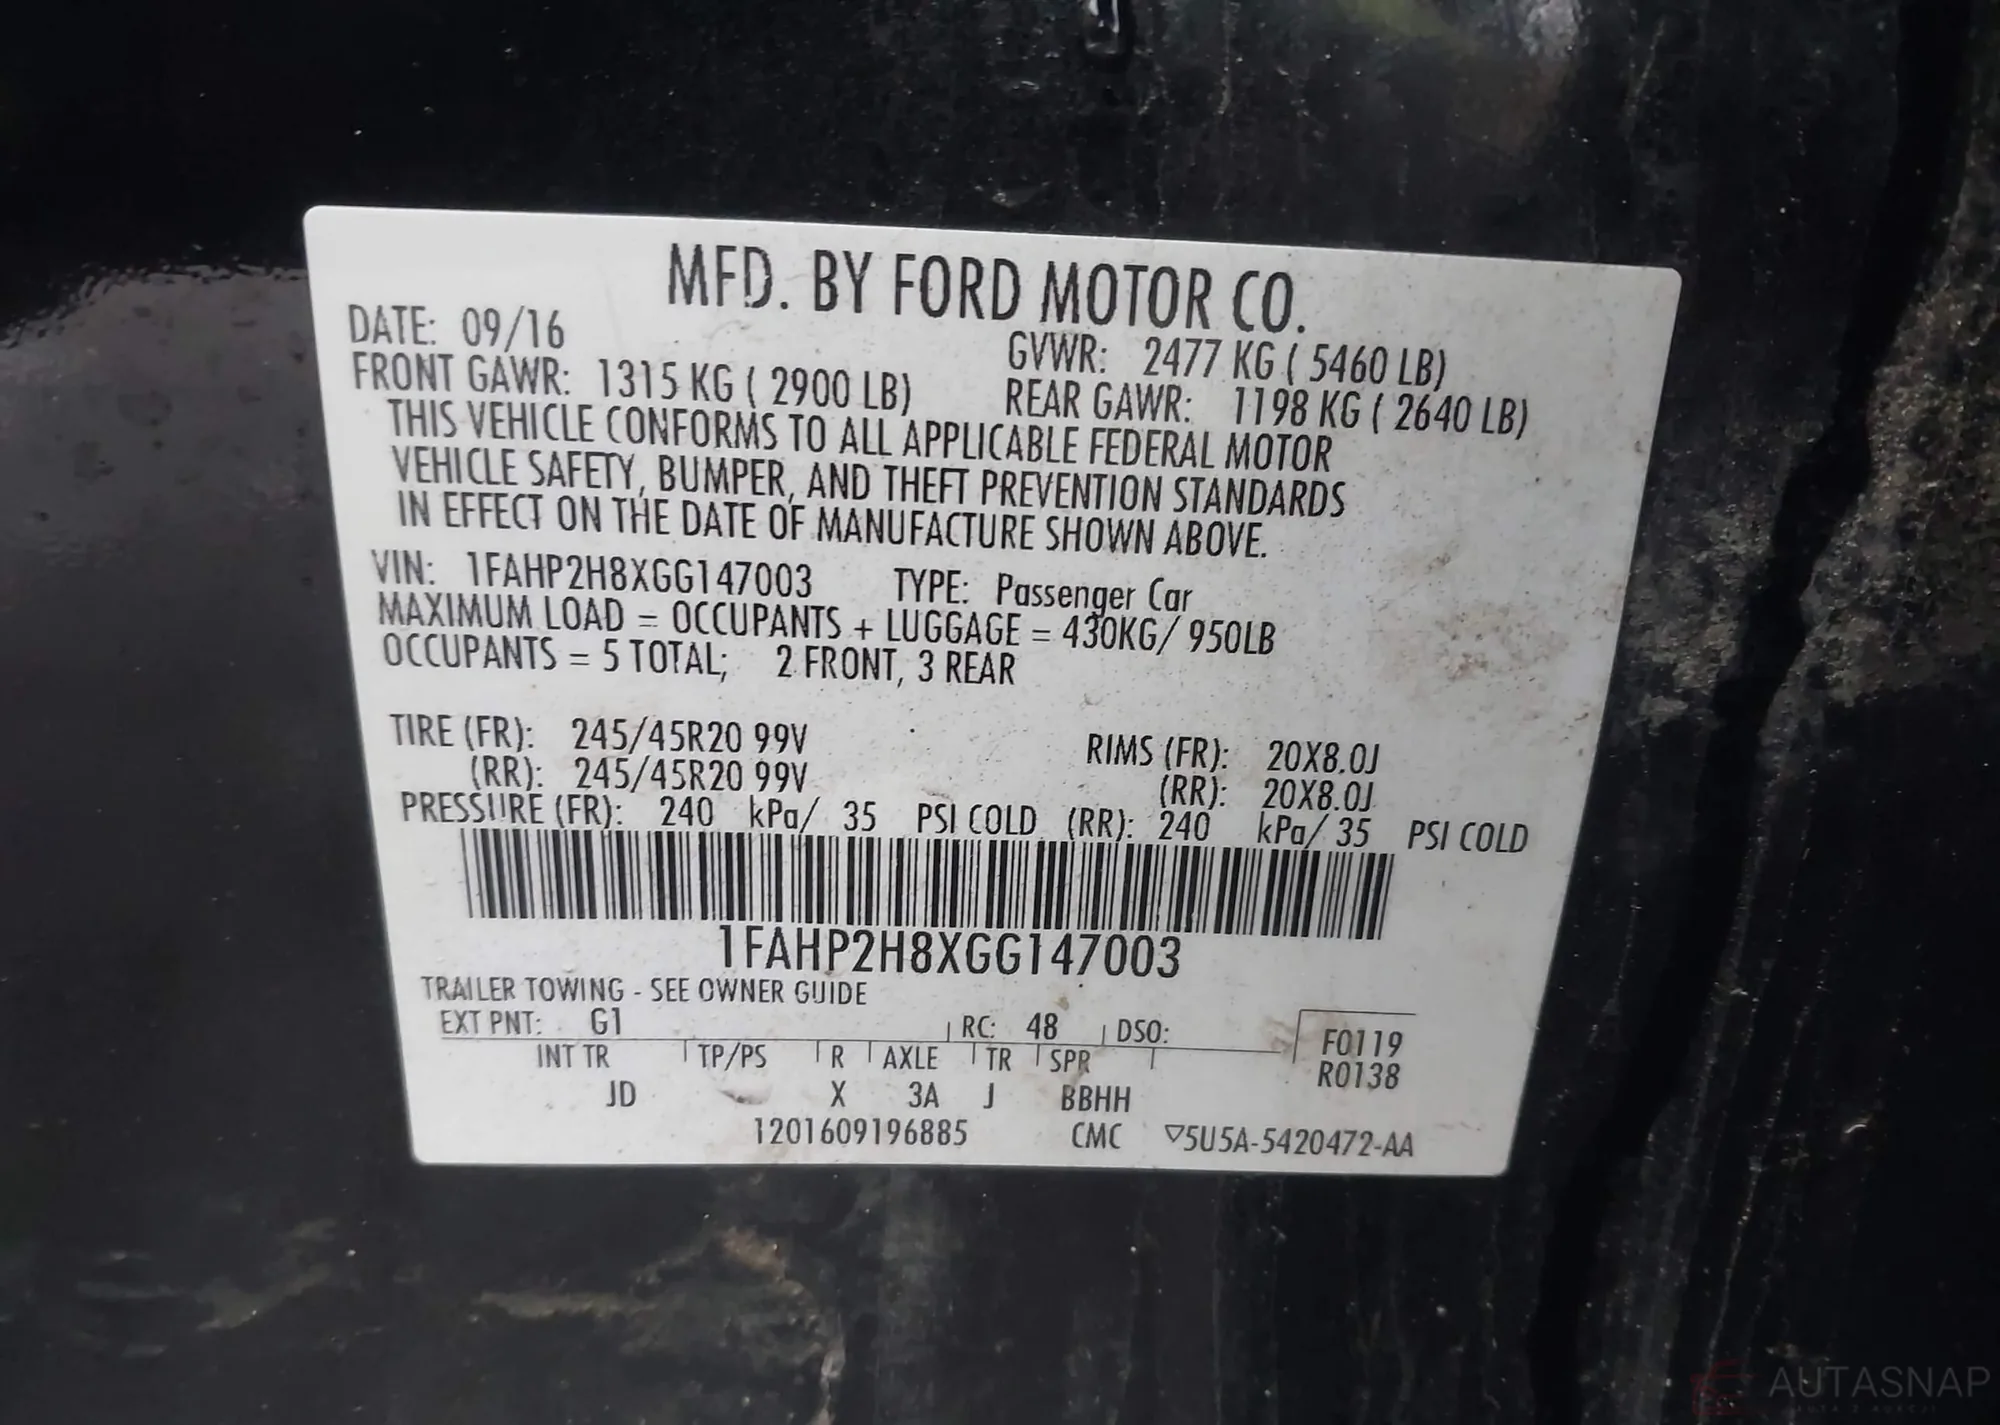 MFD. BY FORD MOTOR CO.
DATE: 09/16 GVWR: 2477 KG ( 5460 LB)
FRONT GAWR: 1315 KG ( 2900 LB) REAR GAWR: 1198 KG ( 2640 LB)
THIS VEHICLE CONFORMS TO ALL APPLICABLE FEDERAL MOTOR
VEHICLE SAFETY, BUMPER, AND THEFT PREVENTION STANDARDS
IN EFFECT ON THE DATE OF MANUFACTURE SHOWN ABOVE.
VIN: 1FAHP2H8XGG147003 TYPE: Passenger Car
MAXIMUM LOAD = OCCUPANTS + LUGGAGE = 430KG/ 950LB
OCCUPANTS = 5 TOTAL; 2 FRONT, 3 REAR
TIRE (FR): 245/45R20 99V RIMS (FR): 20X8.0J
(RR): 245/45R20 99V (RR): 20X8.0J
PRESSURE (FR): 240 kPa/ 35 PSI COLD (RR): 240 kPa/ 35 PSI COLD
1FAHP2H8XGG147003
TRAILER TOWING - SEE OWNER GUIDE
EXT PNT: G1 RC: 48 DSO: F0119
INT TR TP/PS R AXLE TR SPR R0138
JD X 3A J BBHH
1201609196885 CMC ▽5U5A-5420472-AA
AUTASNAP